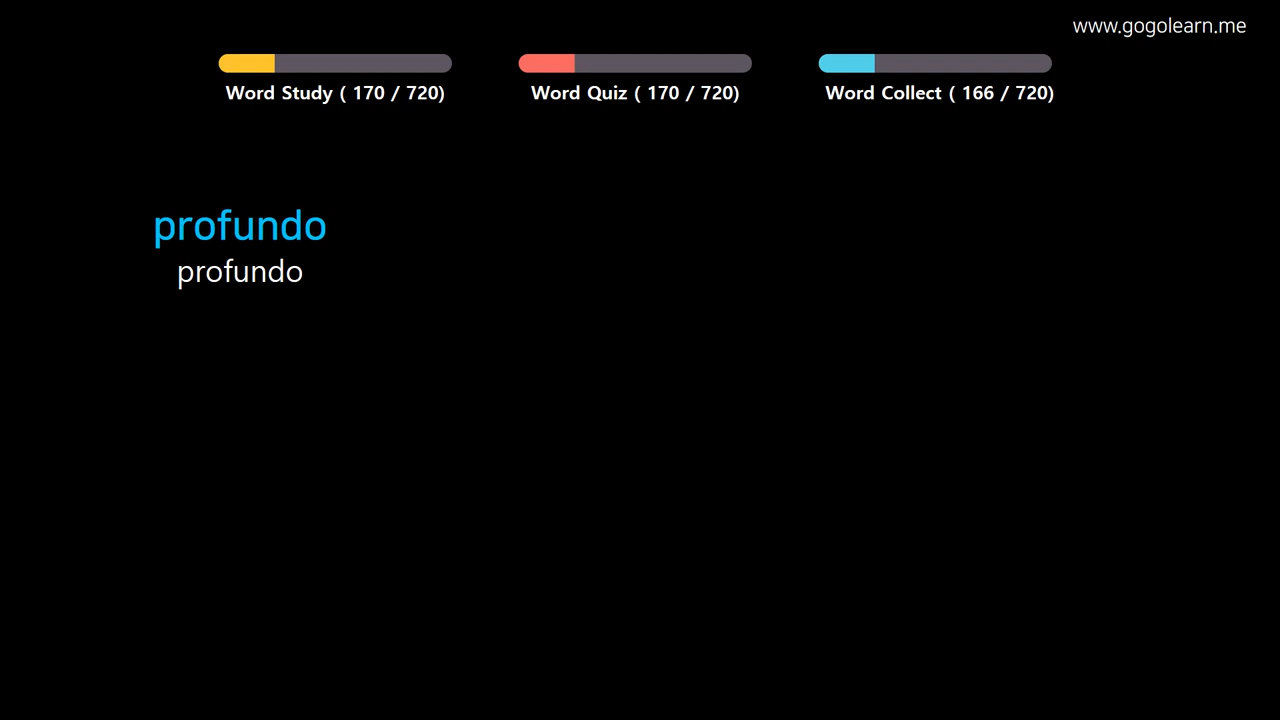 www.gogolearn.me
Word Study ( 170 / 720)
Word Quiz ( 170 / 720)
Word Collect ( 166 / 720)
profundo
profundo